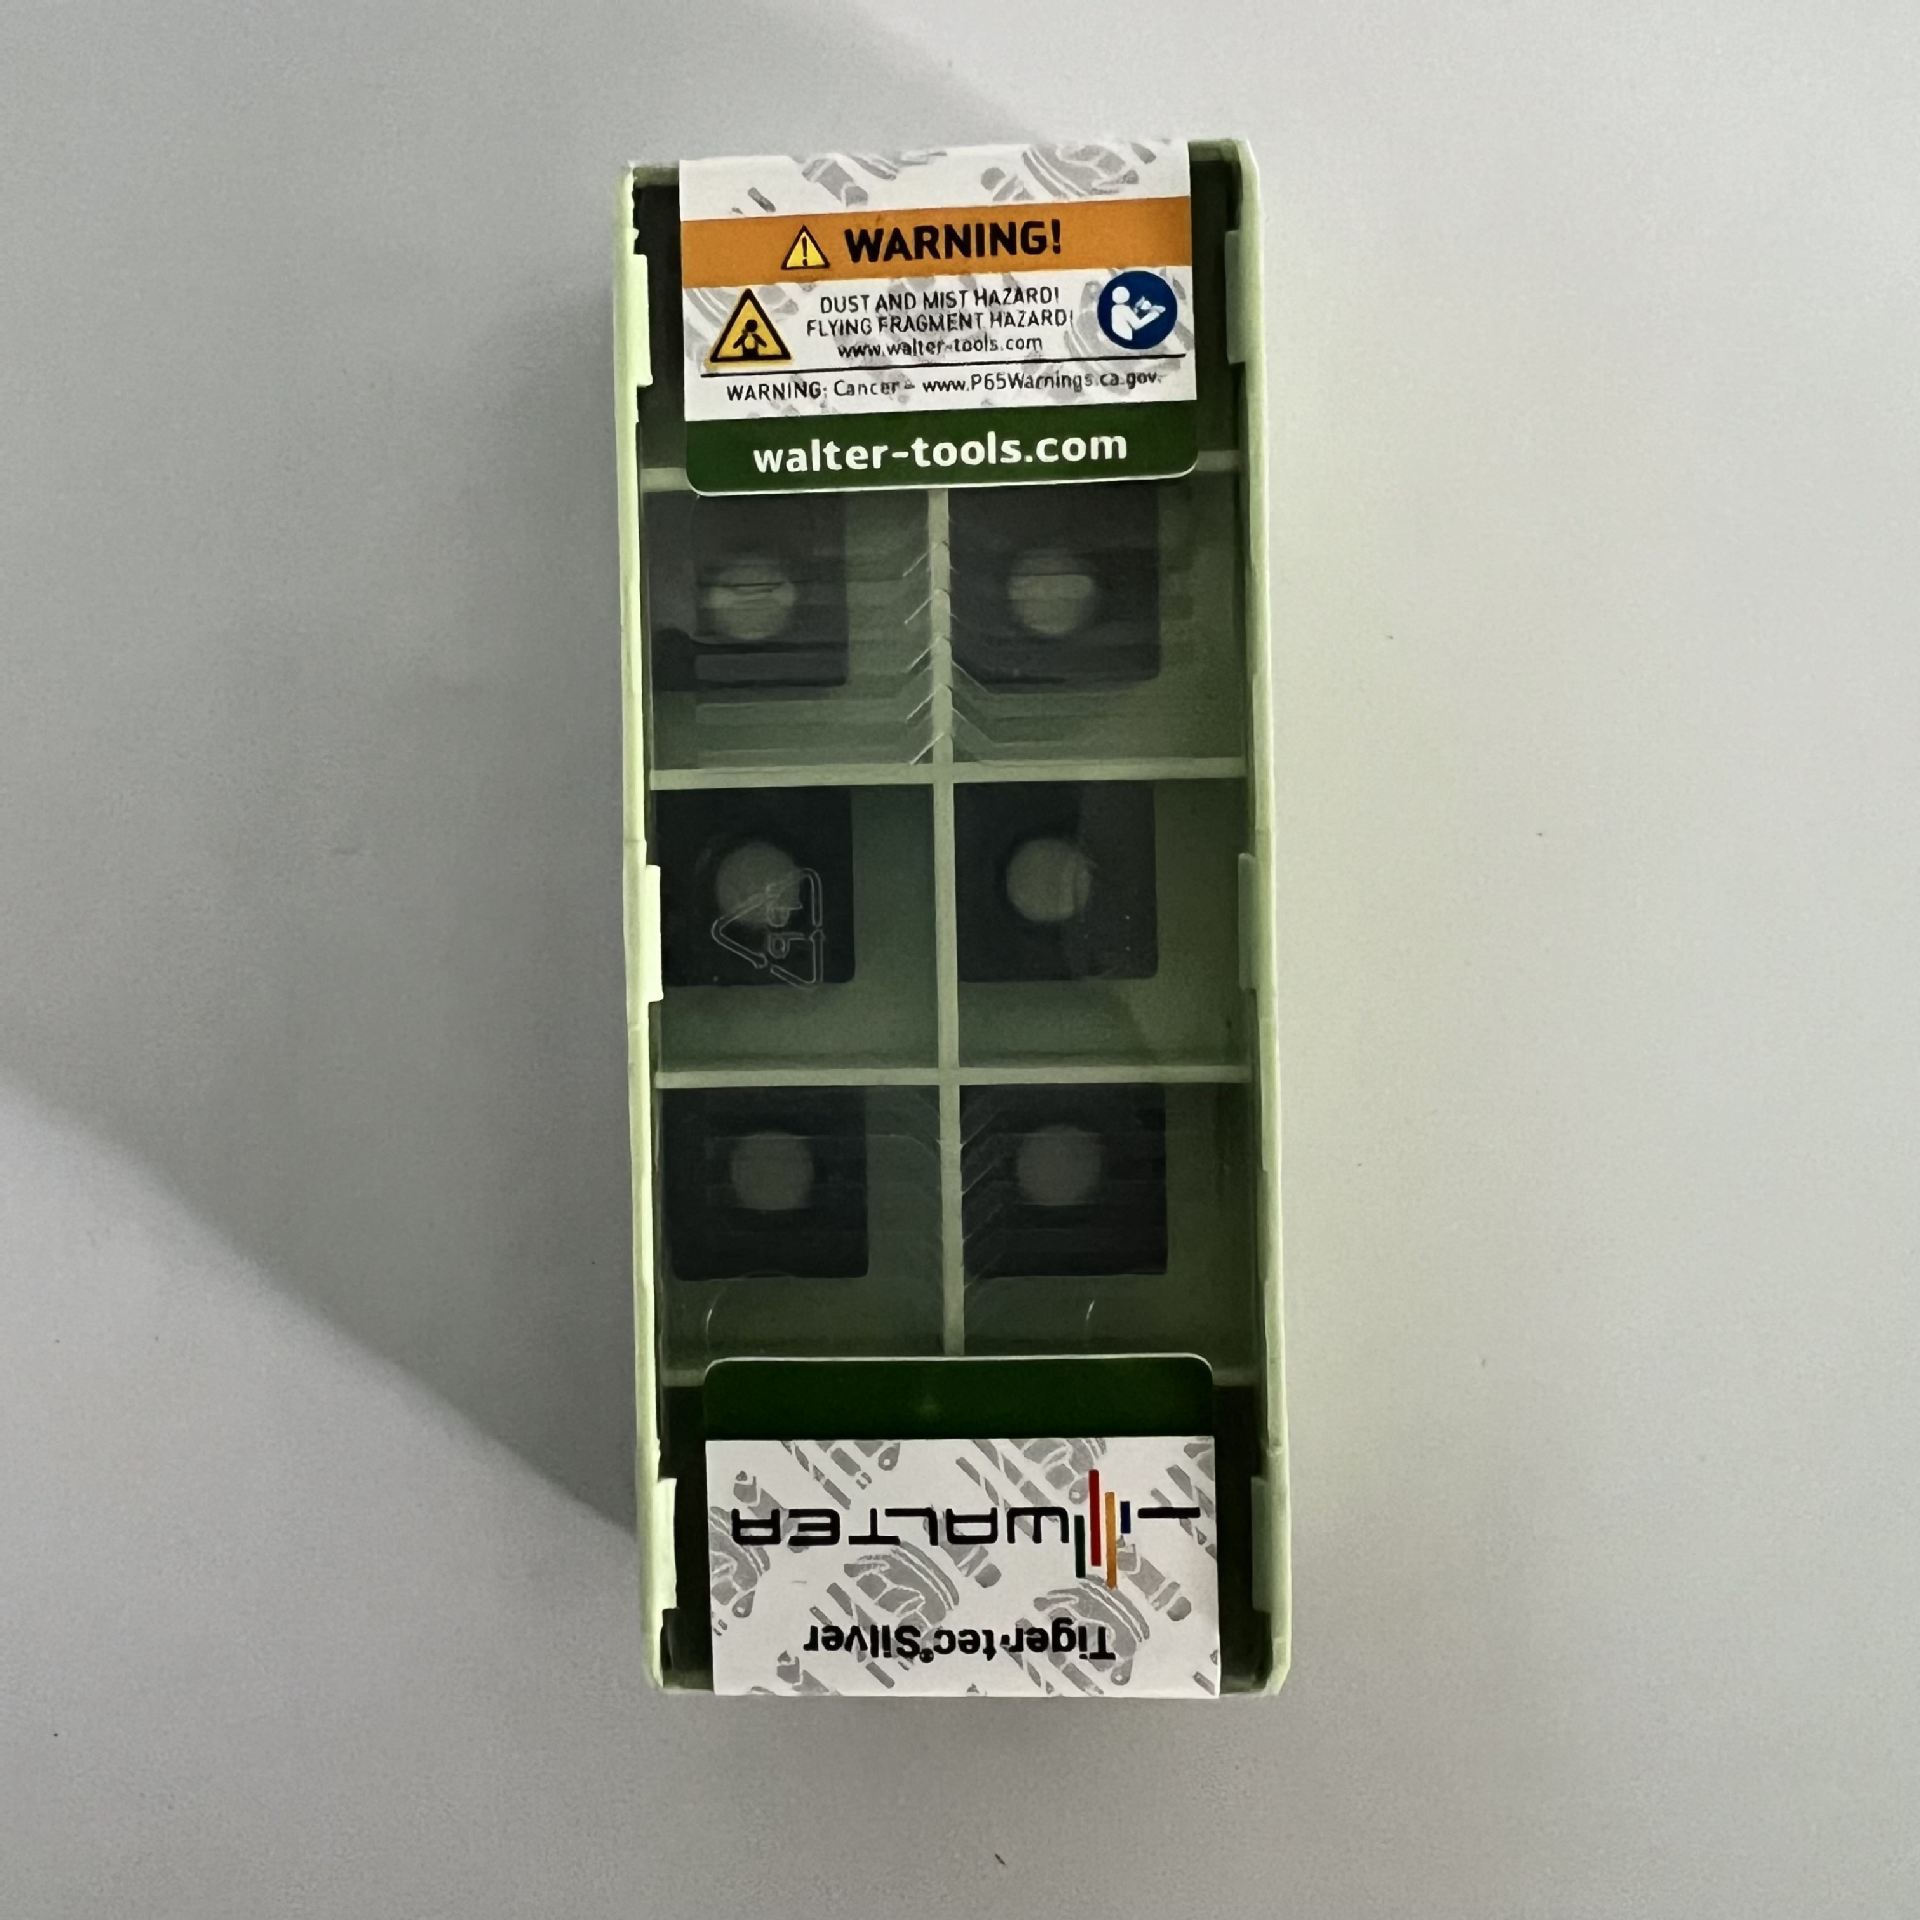 WARNING!
DUST AND MIST HAZARD!
FLYING FRAGMENT HAZARD!
www.walter-tools.com
WARNING: Cancer - www.P65Warnings.ca.gov
walter-tools.com
WALTER
Tiger·tec® Silver